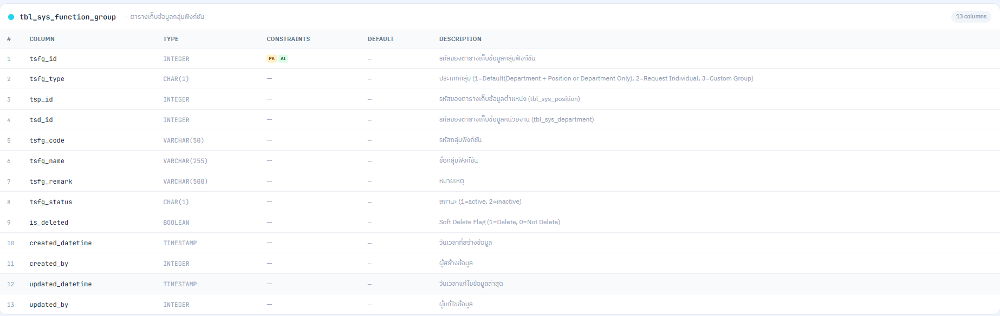 tbl_sys_function_group — ตารางเก็บข้อมูลกลุ่มฟังก์ชัน 13 columns
# COLUMN TYPE CONSTRAINTS DEFAULT DESCRIPTION
1 tsfg_id INTEGER PK AI — รหัสของตารางเก็บข้อมูลกลุ่มฟังก์ชัน
2 tsfg_type CHAR(1) — — ประเภทกลุ่ม (1=Default(Department + Position or Department Only), 2=Request Individual, 3=Custom Group)
3 tsp_id INTEGER — — รหัสของตารางเก็บข้อมูลตำแหน่ง (tbl_sys_position)
4 tsd_id INTEGER — — รหัสของตารางเก็บข้อมูลหน่วยงาน (tbl_sys_department)
5 tsfg_code VARCHAR(50) — — รหัสกลุ่มฟังก์ชัน
6 tsfg_name VARCHAR(255) — — ชื่อกลุ่มฟังก์ชัน
7 tsfg_remark VARCHAR(500) — — หมายเหตุ
8 tsfg_status CHAR(1) — — สถานะ (1=active, 2=inactive)
9 is_deleted BOOLEAN — — Soft Delete Flag (1=Delete, 0=Not Delete)
10 created_datetime TIMESTAMP — — วันเวลาที่สร้างข้อมูล
11 created_by INTEGER — — ผู้สร้างข้อมูล
12 updated_datetime TIMESTAMP — — วันเวลาแก้ไขข้อมูลล่าสุด
13 updated_by INTEGER — — ผู้แก้ไขข้อมูล